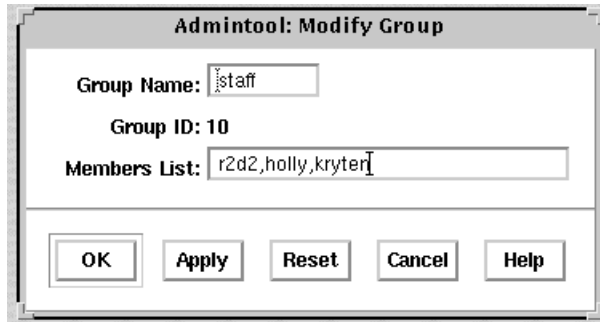 Admintool: Modify Group
Group Name: staff
Group ID: 10
Members List: r2d2,holly,kryten
OK Apply Reset Cancel Help